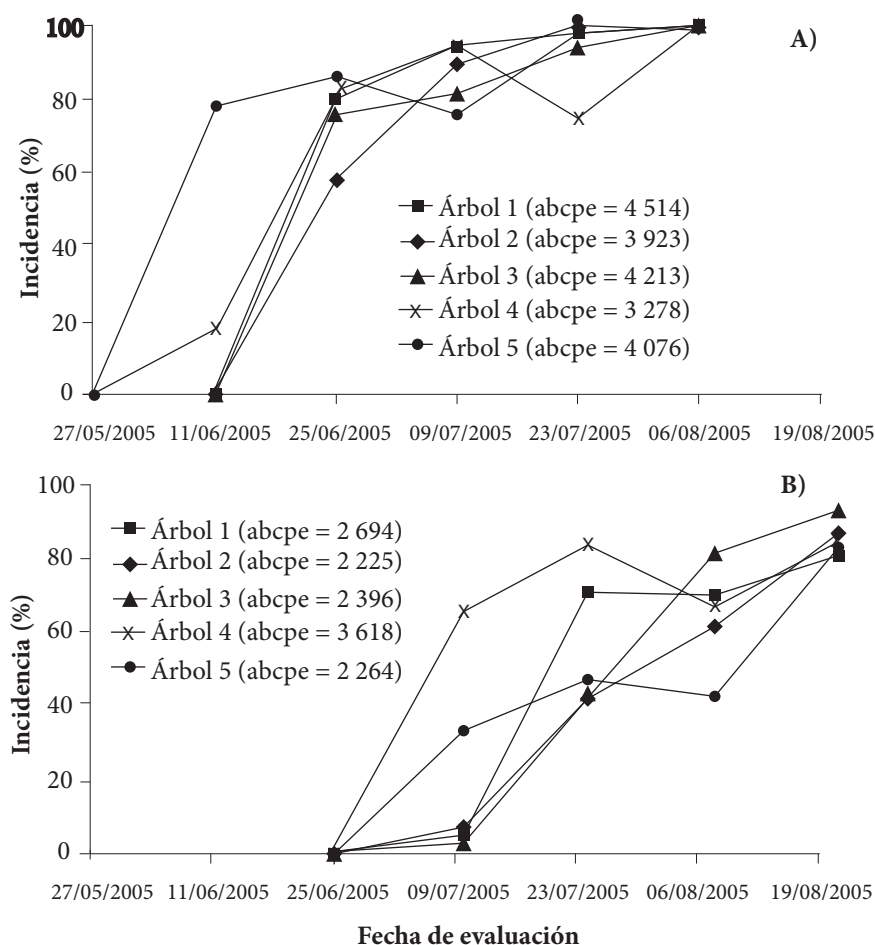 A)
100
80
60
40
20
0
Incidencia (%)
Árbol 1 (abcpe = 4 514)
Árbol 2 (abcpe = 3 923)
Árbol 3 (abcpe = 4 213)
Árbol 4 (abcpe = 3 278)
Árbol 5 (abcpe = 4 076)
27/05/2005 11/06/2005 25/06/2005 09/07/2005 23/07/2005 06/08/2005 19/08/2005
B)
100
80
60
40
20
0
Incidencia (%)
Árbol 1 (abcpe = 2 694)
Árbol 2 (abcpe = 2 225)
Árbol 3 (abcpe = 2 396)
Árbol 4 (abcpe = 3 618)
Árbol 5 (abcpe = 2 264)
27/05/2005 11/06/2005 25/06/2005 09/07/2005 23/07/2005 06/08/2005 19/08/2005
Fecha de evaluación